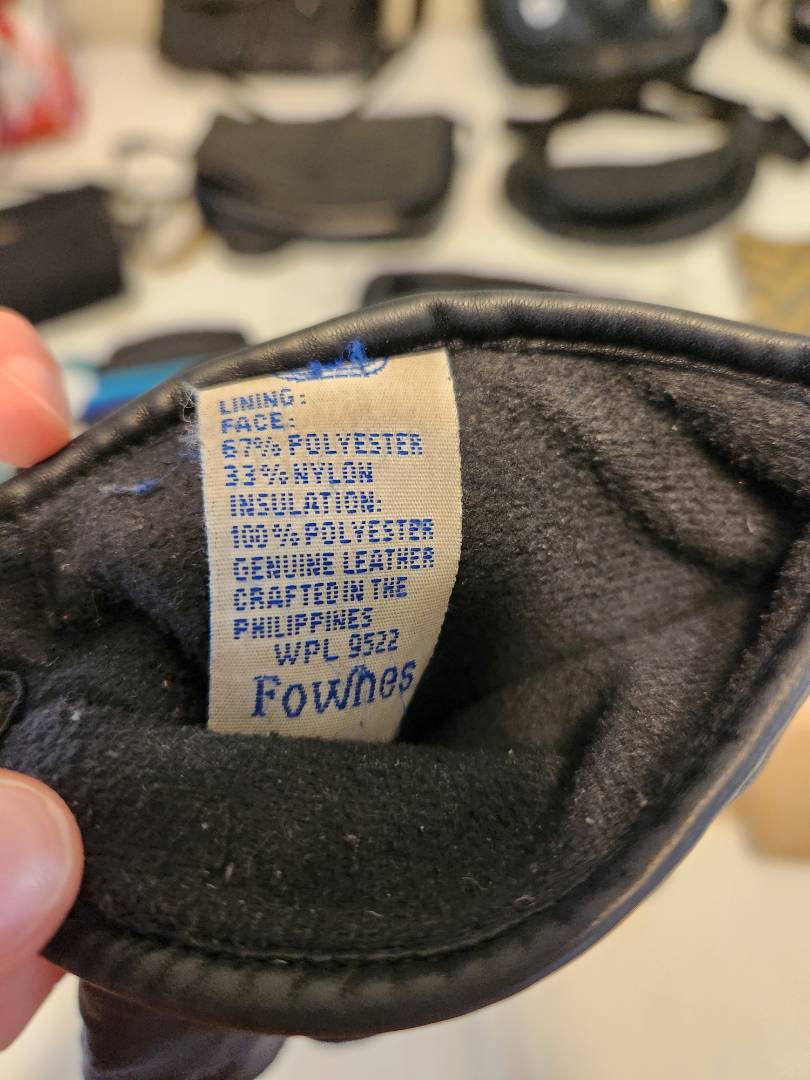 LINING:
FACE:
67% POLYESTER
33% NYLON
INSULATION:
100% POLYESTER
GENUINE LEATHER
CRAFTED IN THE
PHILIPPINES
WPL 9522
Fownes